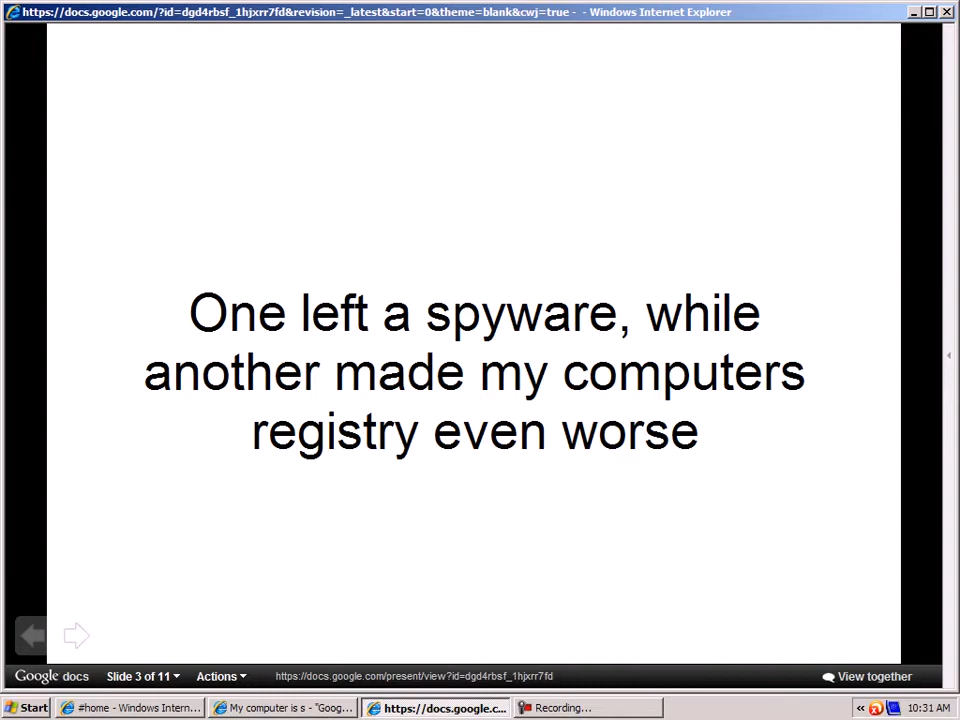 https://docs.google.com/?id=dgd4rbsf_1hjxrr7fd&revision=_latest&start=0&theme=blank&cwj=true - - Windows Internet Explorer
One left a spyware, while
another made my computers
registry even worse
Google docs Slide 3 of 11 Actions https://docs.google.com/present/view?id=dgd4rbsf_1hjxrr7fd View together
Start #home - Windows Intern... My computer is s - "Goog... https://docs.google.c... Recording... « 10:31 AM